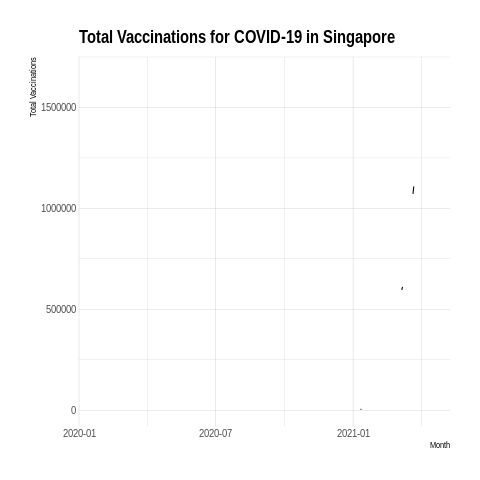 Total Vaccinations for COVID-19 in Singapore
Total Vaccinations
1500000
1000000
500000
0
2020-01 2020-07 2021-01
Month